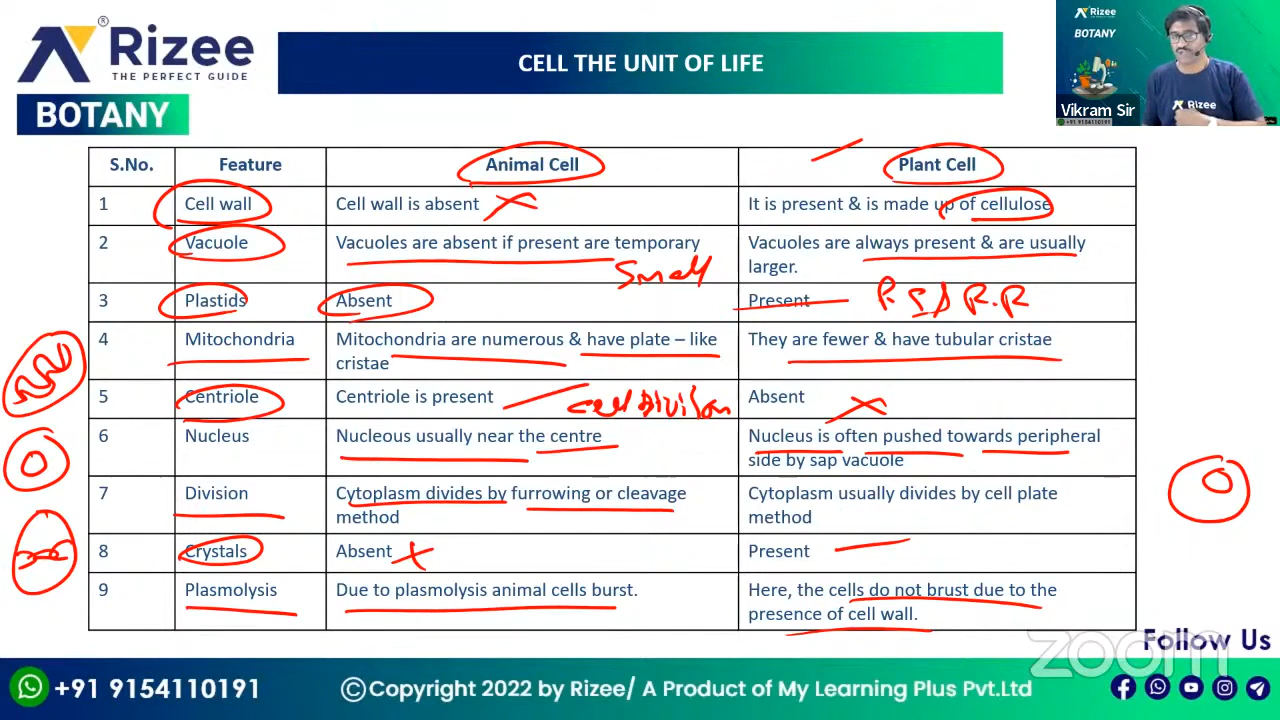 Rizee®
THE PERFECT GUIDE
BOTANY
CELL THE UNIT OF LIFE
Rizee
BOTANY
Rizee
Vikram Sir
S.No. Feature Animal Cell Plant Cell
1 Cell wall Cell wall is absent It is present & is made up of cellulose
2 Vacuole Vacuoles are absent if present are temporary Vacuoles are always present & are usually
larger.
Small
3 Plastids Absent Present
4 Mitochondria Mitochondria are numerous & have plate – like They are fewer & have tubular cristae
cristae
5 Centriole Centriole is present Absent
Cell Division
6 Nucleus Nucleous usually near the centre Nucleus is often pushed towards peripheral
side by sap vacuole
7 Division Cytoplasm divides by furrowing or cleavage Cytoplasm usually divides by cell plate
method method
8 Crystals Absent Present
9 Plasmolysis Due to plasmolysis animal cells burst. Here, the cells do not brust due to the
presence of cell wall.
zoom
Follow Us
+91 9154110191 ©Copyright 2022 by Rizee/ A Product of My Learning Plus Pvt.Ltd